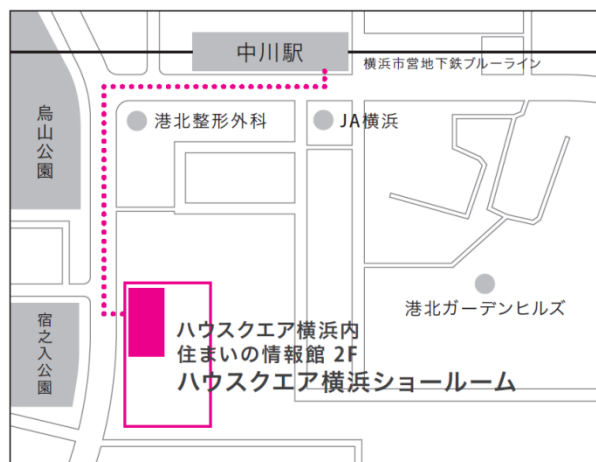 中川駅
横浜市営地下鉄ブルーライン
烏山公園
港北整形外科
JA横浜
港北ガーデンヒルズ
宿之入公園
ハウスクエア横浜内
住まいの情報館 2F
ハウスクエア横浜ショールーム